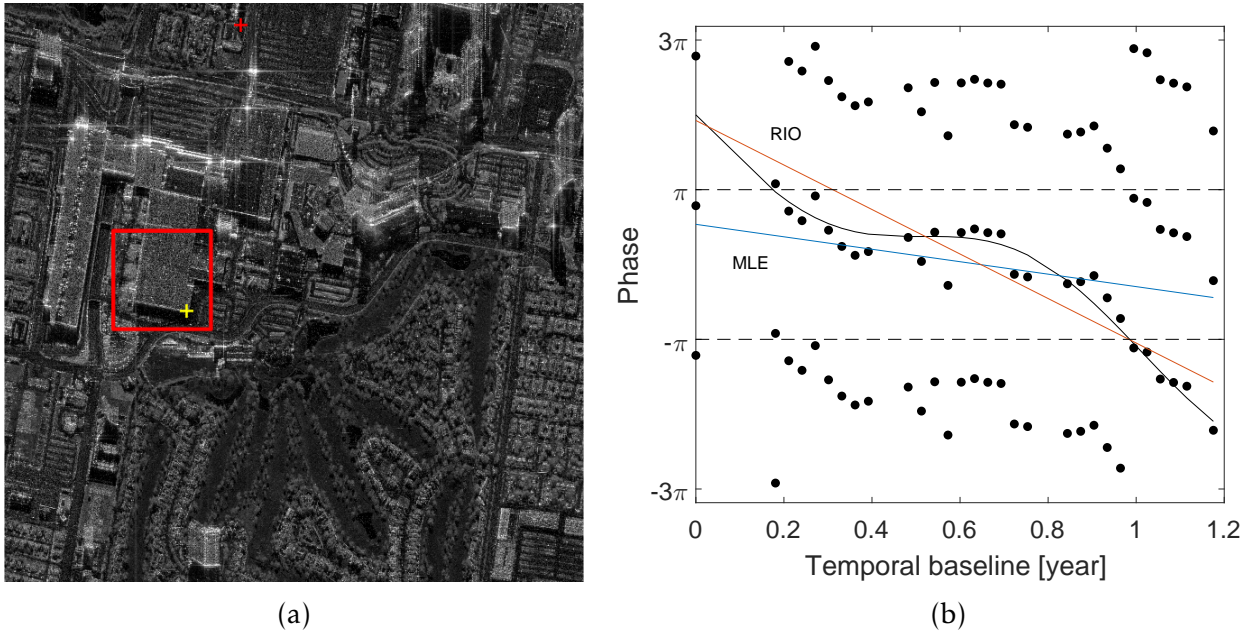 3π
π
-π
-3π
Phase
RIO
MLE
0 0.2 0.4 0.6 0.8 1 1.2
Temporal baseline [year]
(a)
(b)